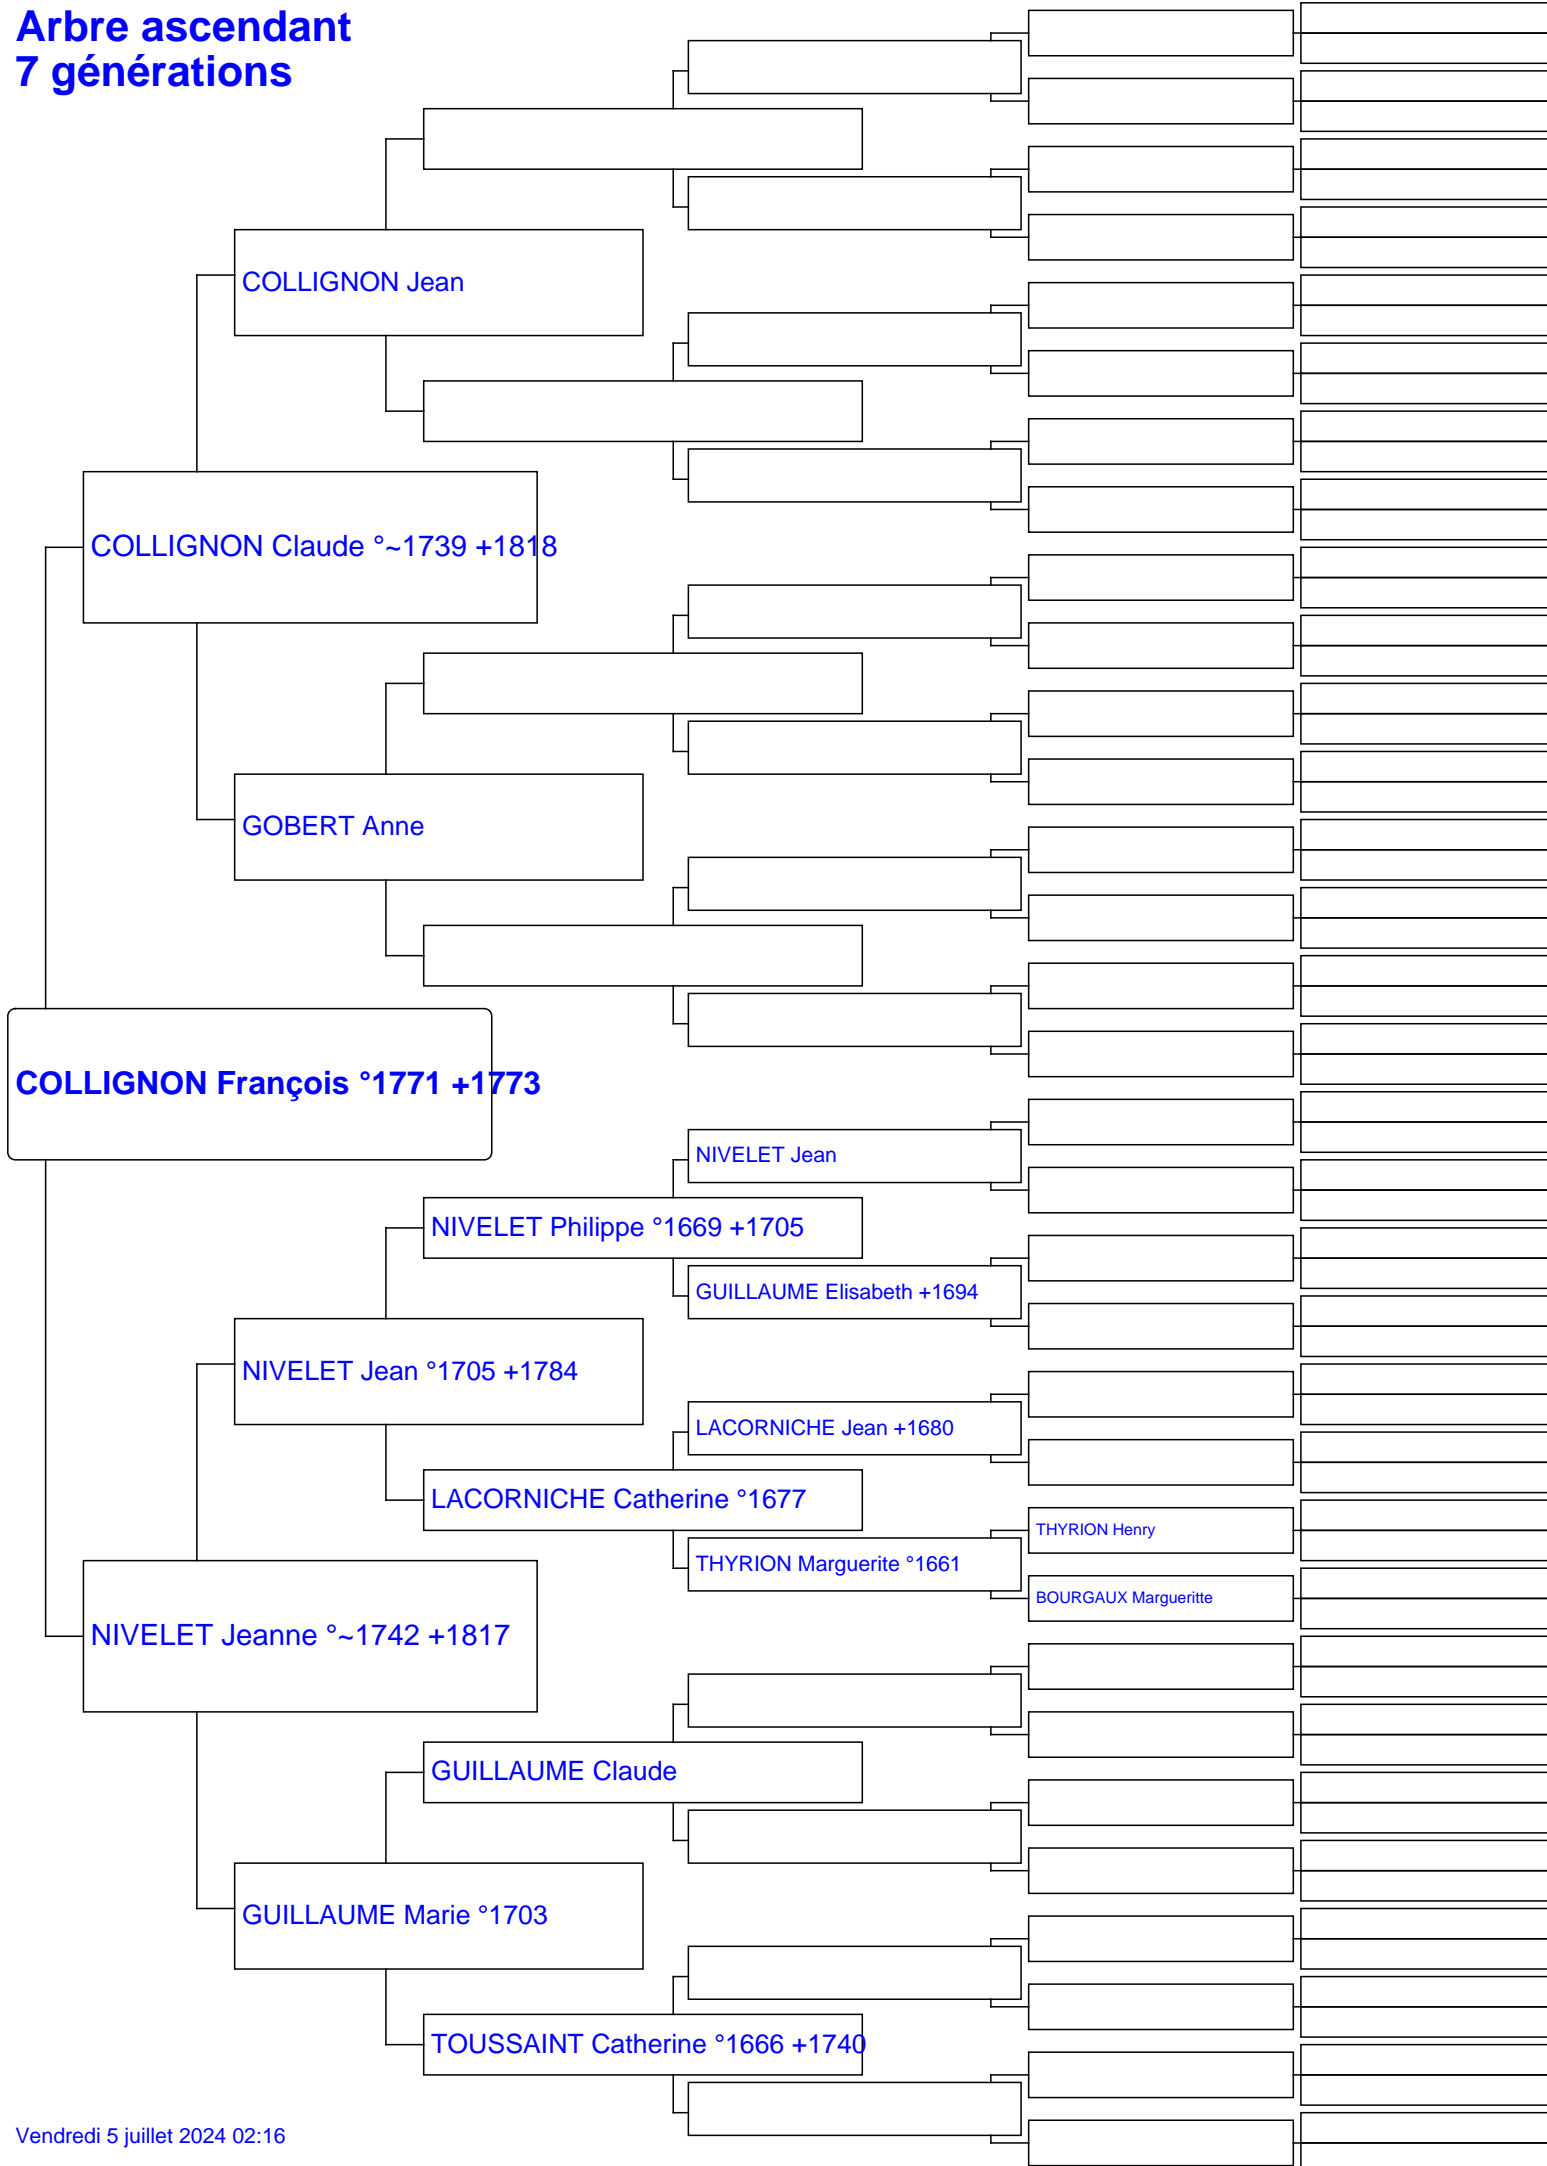 Arbre ascendant
7 générations
COLLIGNON Jean
COLLIGNON Claude °~1739 +1818
GOBERT Anne
COLLIGNON François °1771 +1773
NIVELET Jean
NIVELET Philippe °1669 +1705
GUILLAUME Elisabeth +1694
NIVELET Jean °1705 +1784
LACORNICHE Jean +1680
LACORNICHE Catherine °1677
THYRION Henry
THYRION Marguerite °1661
BOURGAUX Margueritte
NIVELET Jeanne °~1742 +1817
GUILLAUME Claude
GUILLAUME Marie °1703
TOUSSAINT Catherine °1666 +1740
Vendredi 5 juillet 2024 02:16